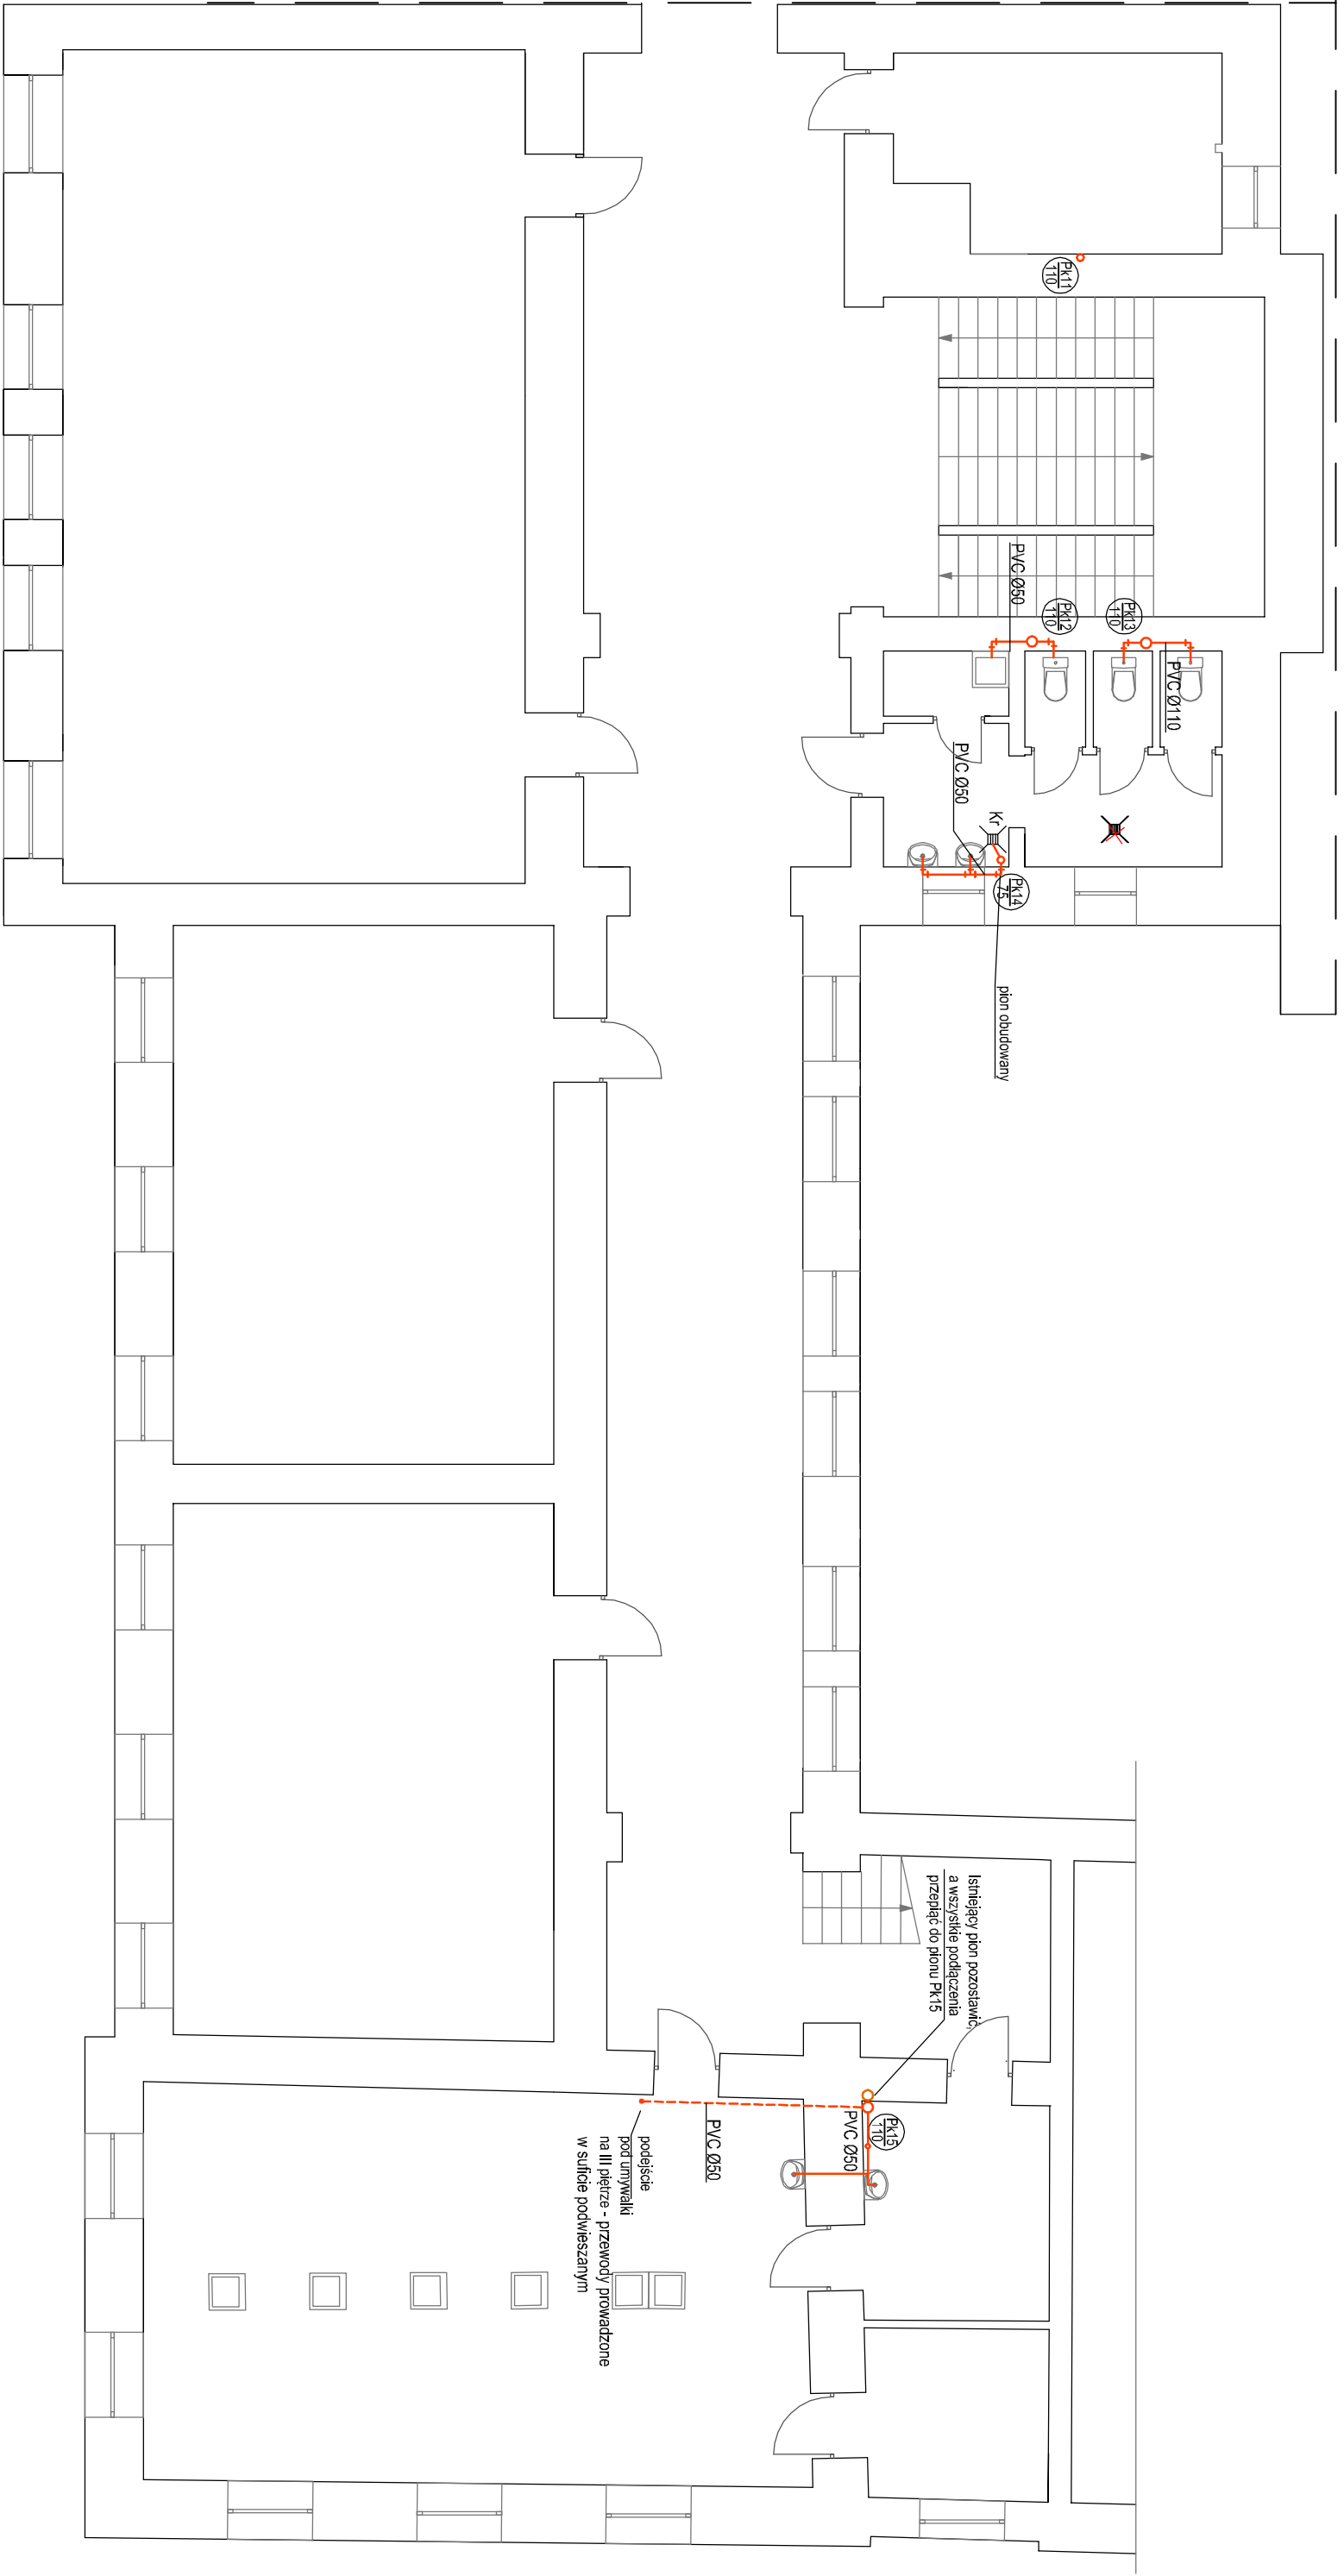 Pk11
110
PVC Ø50
Pk12
110
Pk13
110
PVC Ø110
PVC Ø50
Kr
Pk14
75
pion obudowany
Istniejący pion pozostawić,
a wszystkie podłączenia
przepiąć do pionu Pk15
Pk15
110
PVC Ø50
PVC Ø50
podejście
pod umywalki
na III piętrze - przewody prowadzone
w suficie podwieszanym